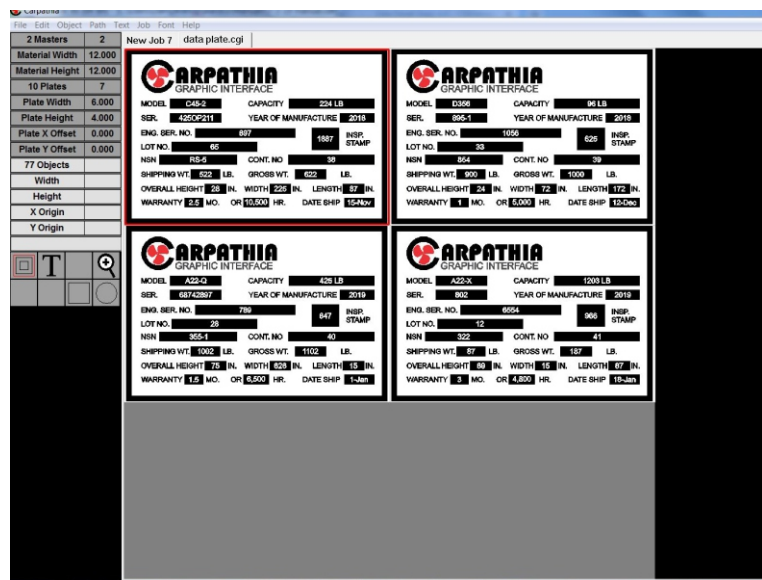 Carpathia
File Edit Object Path Text Job Font Help
2 Masters 2
Material Width 12.000
Material Height 12.000
10 Plates 7
Plate Width 6.000
Plate Height 4.000
Plate X Offset 0.000
Plate Y Offset 0.000
77 Objects
Width
Height
X Origin
Y Origin
T
New Job 7 data plate.cgi
CARPATHIA
GRAPHIC INTERFACE
MODEL C45-2 CAPACITY 224 LB
SER. 425OP211 YEAR OF MANUFACTURE 2018
ENG. SER. NO. 897 1887 INSP. STAMP
LOT NO. 65
NSN RS-5 CONT. NO 38
SHIPPING WT. 522 LB. GROSS WT. 622 LB.
OVERALL HEIGHT 28 IN. WIDTH 225 IN. LENGTH 87 IN.
WARRANTY 2.5 MO. OR 10,500 HR. DATE SHIP 15-Nov
CARPATHIA
GRAPHIC INTERFACE
MODEL D356 CAPACITY 96 LB
SER. 895-1 YEAR OF MANUFACTURE 2018
ENG. SER. NO. 1056 625 INSP. STAMP
LOT NO. 33
NSN 854 CONT. NO 39
SHIPPING WT. 900 LB. GROSS WT. 1000 LB.
OVERALL HEIGHT 24 IN. WIDTH 72 IN. LENGTH 172 IN.
WARRANTY 1 MO. OR 5,000 HR. DATE SHIP 12-Dec
CARPATHIA
GRAPHIC INTERFACE
MODEL A22-Q CAPACITY 425 LB
SER. 68742897 YEAR OF MANUFACTURE 2019
ENG. SER. NO. 789 647 INSP. STAMP
LOT NO. 28
NSN 355-1 CONT. NO 40
SHIPPING WT. 1002 LB. GROSS WT. 1102 LB.
OVERALL HEIGHT 75 IN. WIDTH 626 IN. LENGTH 15 IN.
WARRANTY 1.5 MO. OR 6,500 HR. DATE SHIP 1-Jan
CARPATHIA
GRAPHIC INTERFACE
MODEL A22-X CAPACITY 1203 LB
SER. 802 YEAR OF MANUFACTURE 2019
ENG. SER. NO. 6554 966 INSP. STAMP
LOT NO. 12
NSN 322 CONT. NO 41
SHIPPING WT. 87 LB. GROSS WT. 187 LB.
OVERALL HEIGHT 89 IN. WIDTH 15 IN. LENGTH 67 IN.
WARRANTY 3 MO. OR 4,800 HR. DATE SHIP 18-Jan